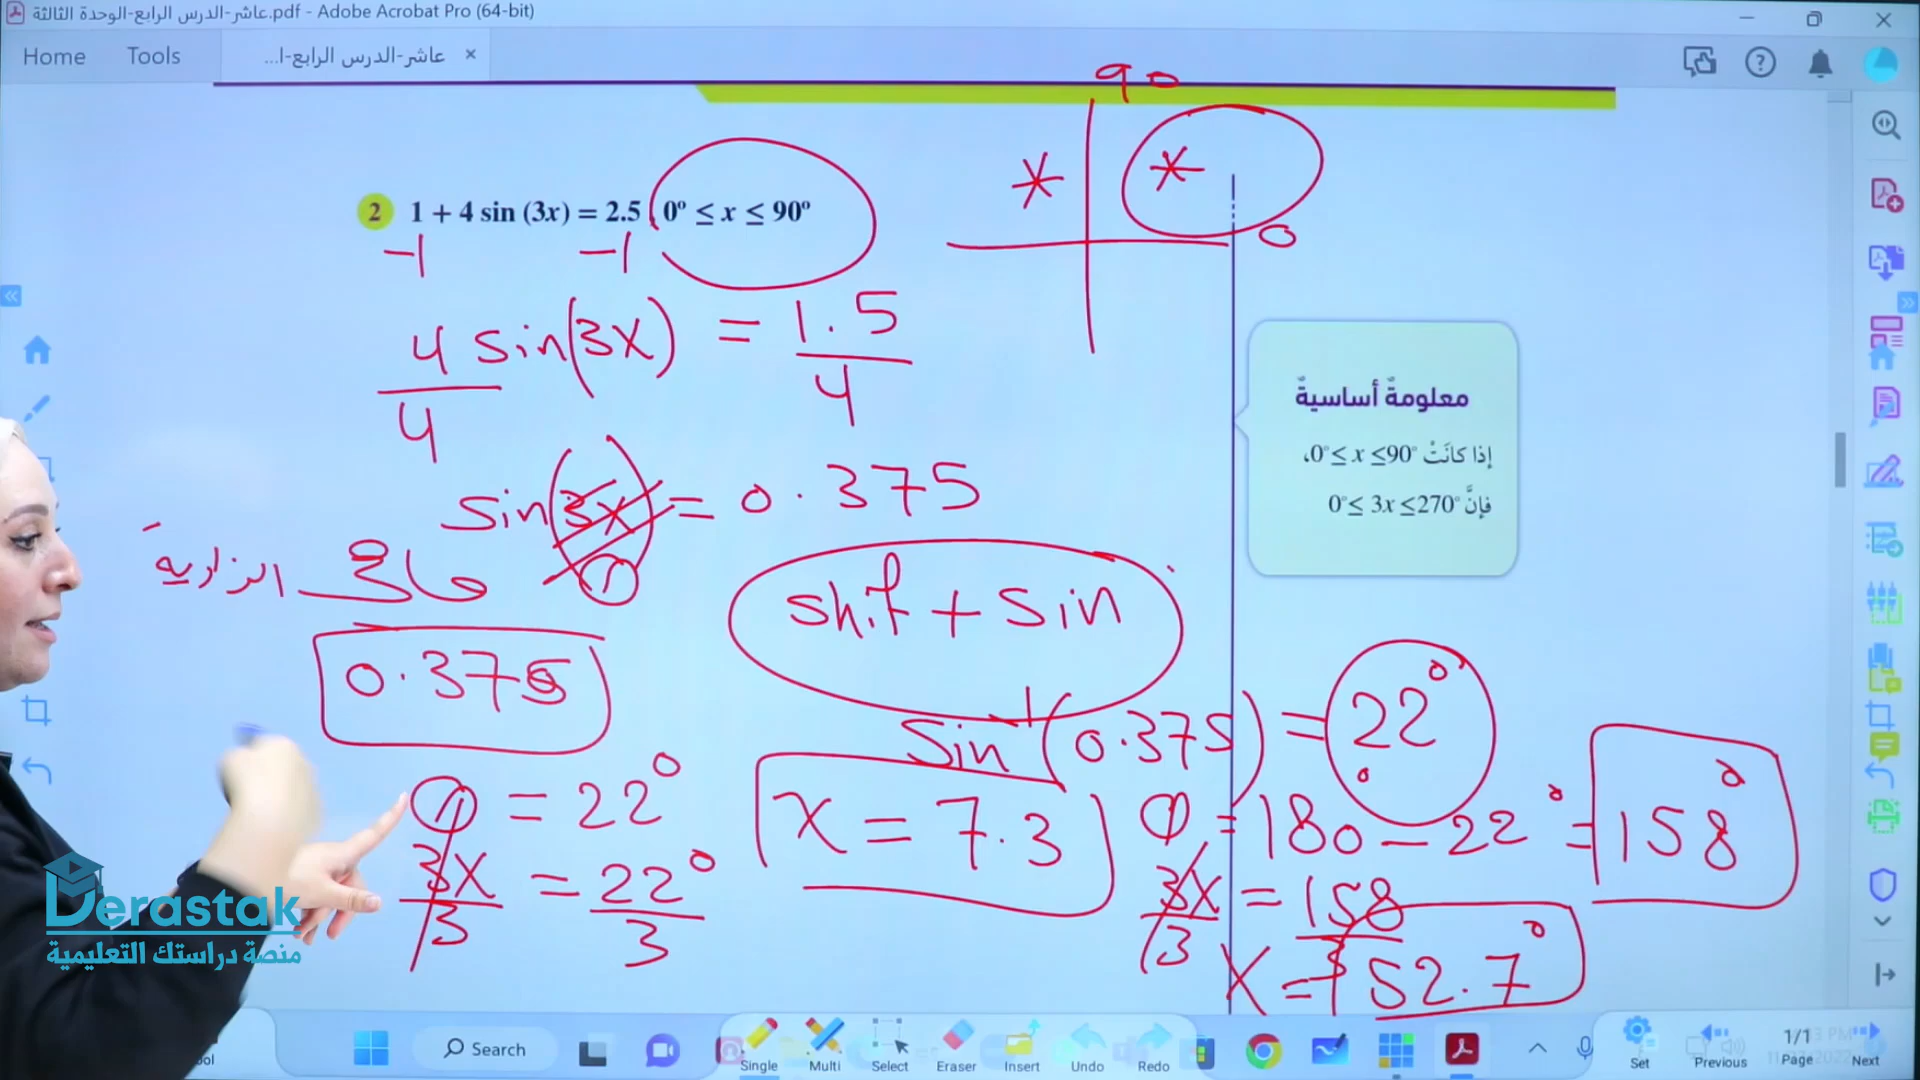 عاشر-الدرس الرابع-الوحدة الثالثة.pdf - Adobe Acrobat Pro (64-bit)
Home
Tools
عاشر-الدرس الرابع-ا...
90
0
2 1 + 4 sin (3x) = 2.5 , 0° ≤ x ≤ 90°
-1 -1
4 sin(3x) = 1.5
4 4
sin(3x) = 0.375
الزاوية
0.375
shift + sin
معلومةٌ أساسيةٌ
إذا كانَتْ 0°≤ x ≤90°،
فإنَّ 0°≤ 3x ≤270°
sin⁻¹(0.375) = 22°
= 22°
3x = 22°
3 3
x = 7.3
= 180° - 22° = 158°
3x = 158
3 3
x = 52.7°
Derastak
منصة دراستك التعليمية
Search
Single
Multi
Select
Eraser
Insert
Undo
Redo
Set
Previous
1/1
Page
Next